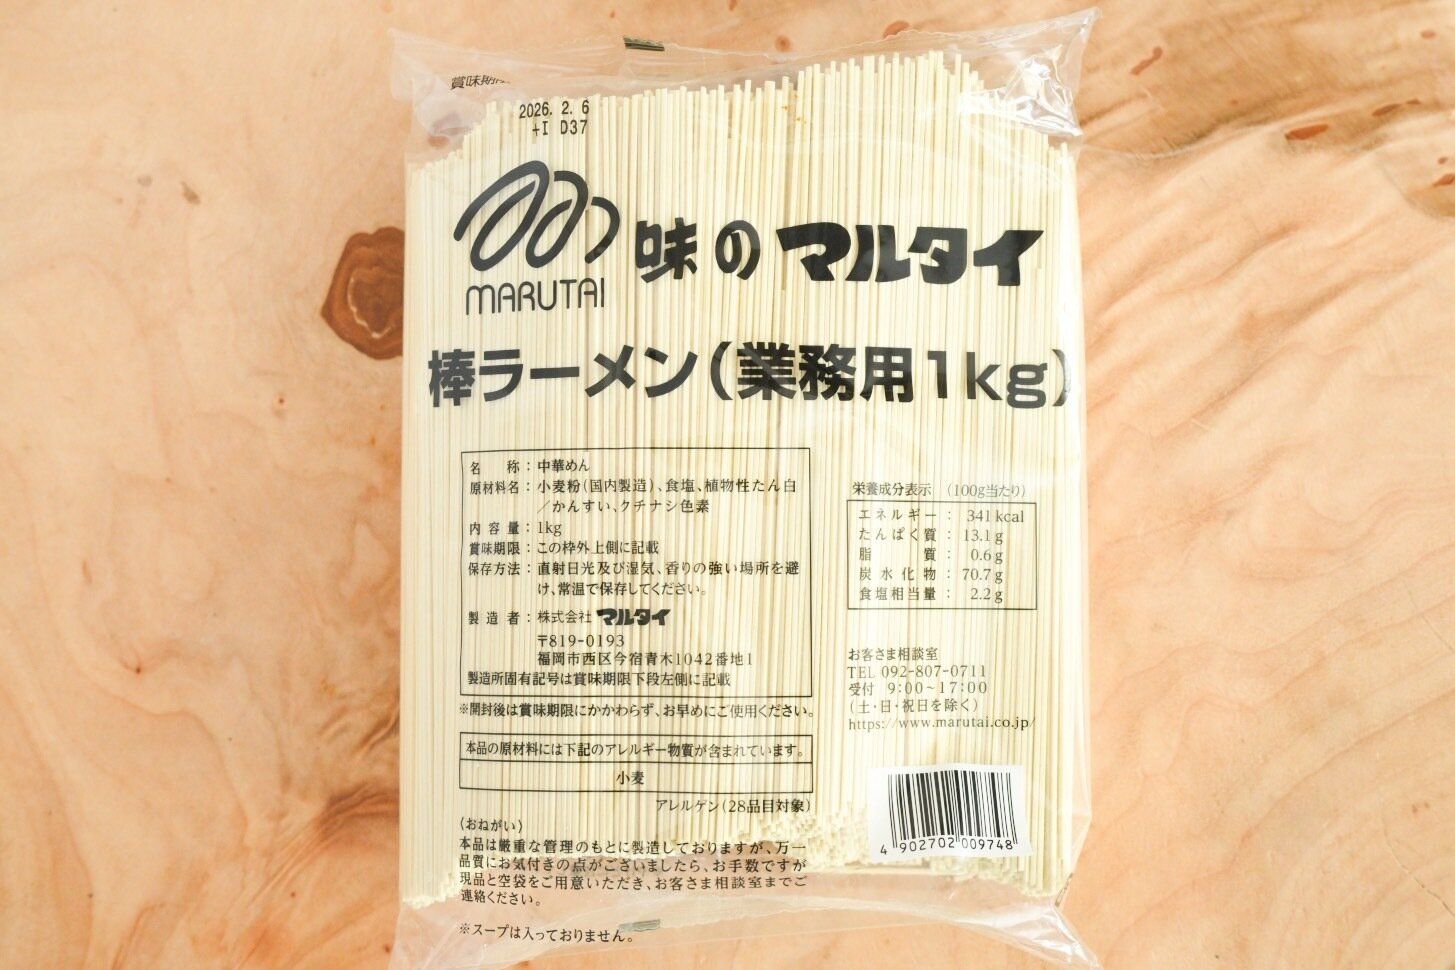 賞味期限
2026. 2. 6
+I D37
MARUTAI
味のマルタイ
棒ラーメン(業務用1kg)
名称:中華めん
原材料名:小麦粉(国内製造)、食塩、植物性たん白
/かんすい、クチナシ色素
内容量:1kg
賞味期限:この枠外上側に記載
保存方法:直射日光及び湿気、香りの強い場所を避
け、常温で保存してください。
製造者:株式会社マルタイ
〒819-0193
福岡市西区今宿青木1042番地1
製造所固有記号は賞味期限下段左側に記載
※開封後は賞味期限にかかわらず、お早めにご使用ください。
本品の原材料には下記のアレルギー物質が含まれています。
小麦
アレルゲン(28品目対象)
(おねがい)
本品は厳重な管理のもとに製造しておりますが、万一
品質にお気付きの点がございましたら、お手数ですが
現品と空袋をご用意いただき、お客さま相談室までご
連絡ください。
※スープは入っておりません。
栄養成分表示 (100g当たり)
エネルギー: 341kcal
たんぱく質: 13.1g
脂質: 0.6g
炭水化物: 70.7g
食塩相当量: 2.2g
お客さま相談室
TEL 092-807-0711
受付 9:00~17:00
(土・日・祝日を除く)
https://www.marutai.co.jp/
4 902702 009748